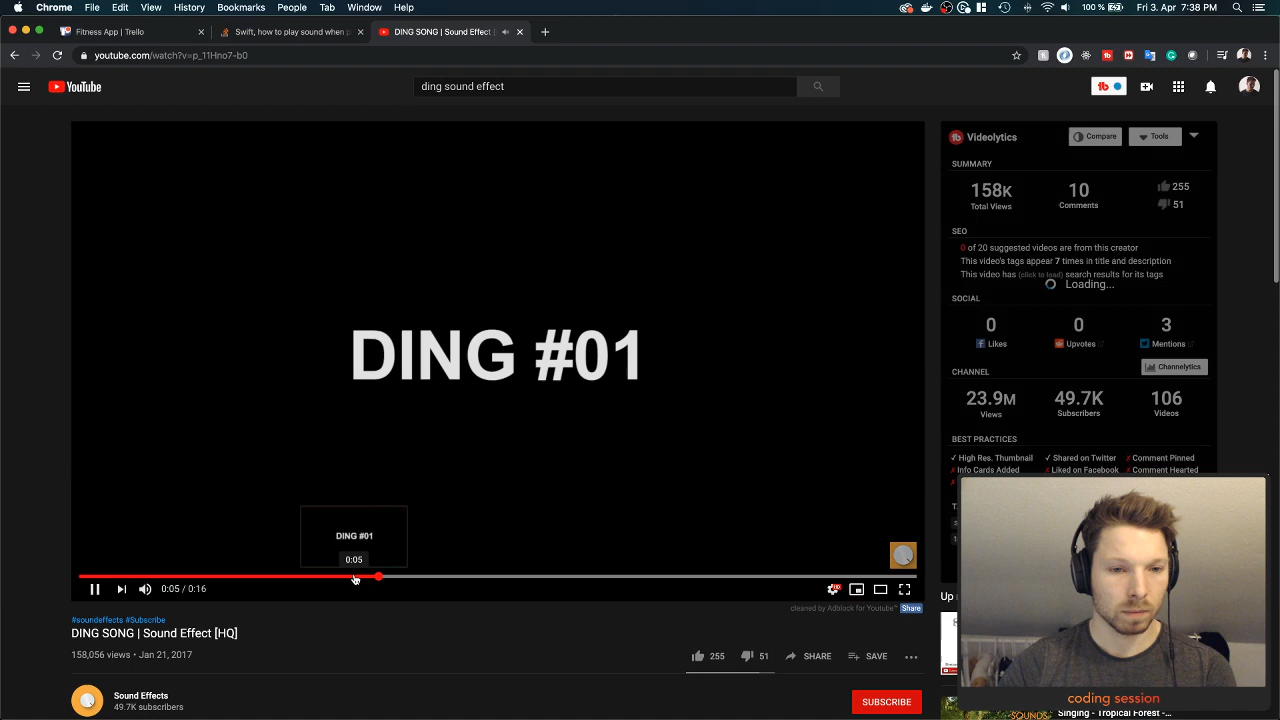 Chrome File Edit View History Bookmarks People Tab Window Help 100 % Fri 3. Apr 7:38 PM
Fitness App | Trello
Swift, how to play sound when p
DING SONG | Sound Effect [
youtube.com/watch?v=p_11Hno7-b0
YouTube
ding sound effect
DING #01
DING #01
0:05
0:05 / 0:16
HD
cleaned by Adblock for Youtube™ Share
#soundeffects #Subscribe
DING SONG | Sound Effect [HQ]
158,056 views • Jan 21, 2017
255 51 SHARE SAVE
Sound Effects
49.7K subscribers
SUBSCRIBE
tb Videolytics Compare Tools
SUMMARY
158K 10 255
Total Views Comments 51
SEO
0 of 20 suggested videos are from this creator
This video's tags appear 7 times in title and description
This video has (click to load) search results for its tags
Loading...
SOCIAL
0 0 3
Likes Upvotes Mentions
CHANNEL Channelytics
23.9M 49.7K 106
Views Subscribers Videos
BEST PRACTICES
✓ High Res. Thumbnail ✓ Shared on Twitter ✗ Comment Pinned
✗ Info Cards Added ✗ Liked on Facebook ✗ Comment Hearted
Up
coding session
SOUNDS
Singing - Tropical Forest -...